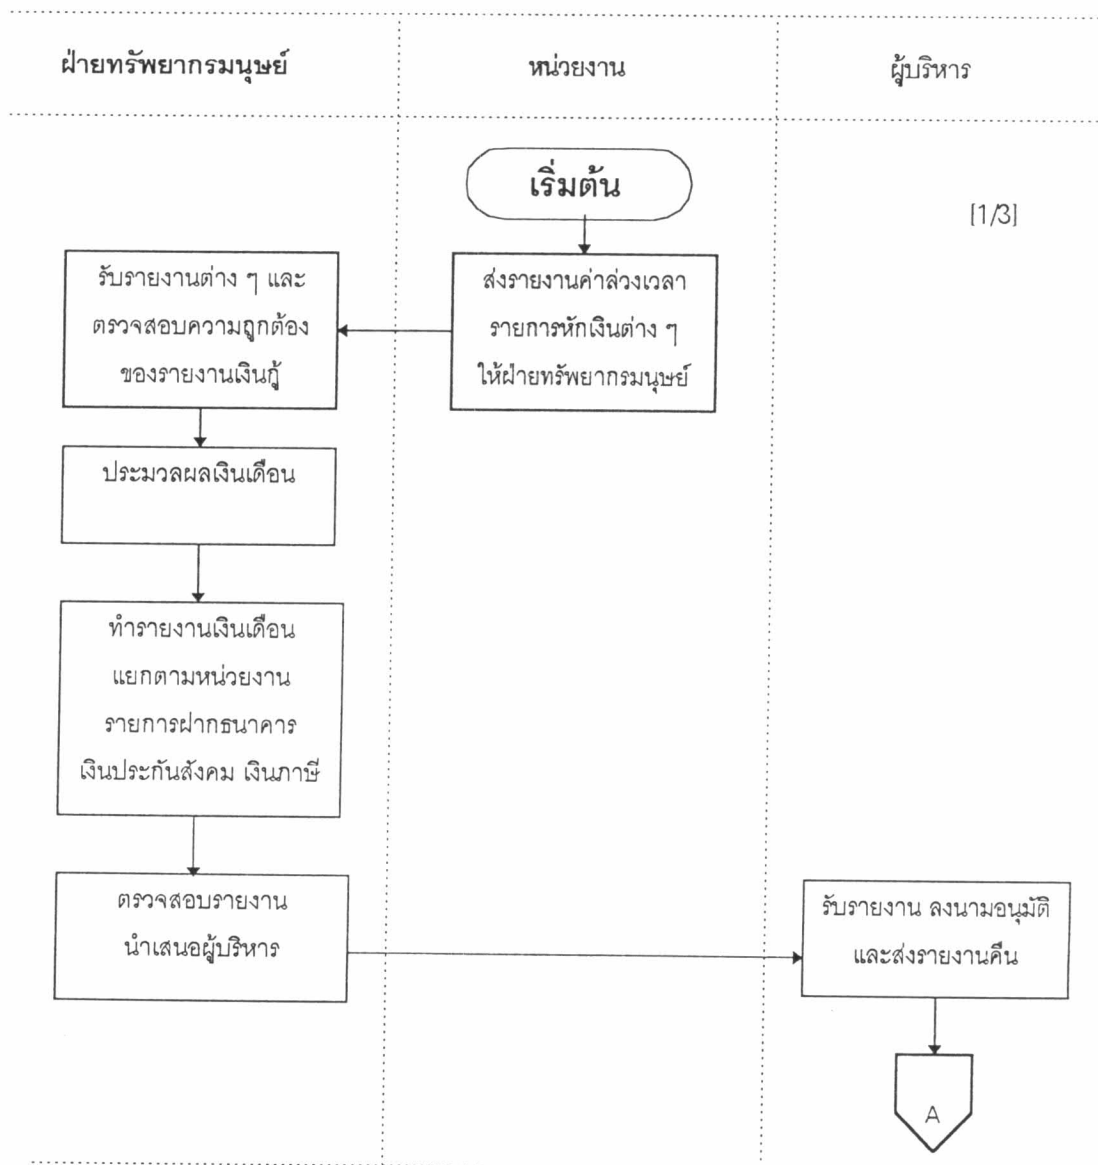 ฝ่ายทรัพยากรมนุษย์
หน่วยงาน
ผู้บริหาร
เริ่มต้น
[1/3]
ส่งรายงานค่าล่วงเวลา
รายการหักเงินต่าง ๆ
ให้ฝ่ายทรัพยากรมนุษย์
รับรายงานต่าง ๆ และ
ตรวจสอบความถูกต้อง
ของรายงานเงินกู้
ประมวลผลเงินเดือน
ทำรายงานเงินเดือน
แยกตามหน่วยงาน
รายการฝากธนาคาร
เงินประกันสังคม เงินภาษี
ตรวจสอบรายงาน
นำเสนอผู้บริหาร
รับรายงาน ลงนามอนุมัติ
และส่งรายงานคืน
A